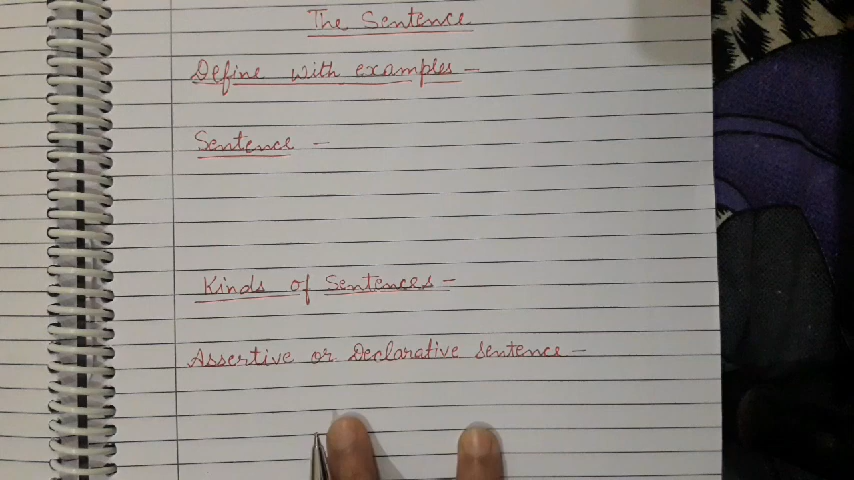 The Sentence
Define with examples -
Sentence -
Kinds of Sentences -
Assertive or Declarative Sentence -